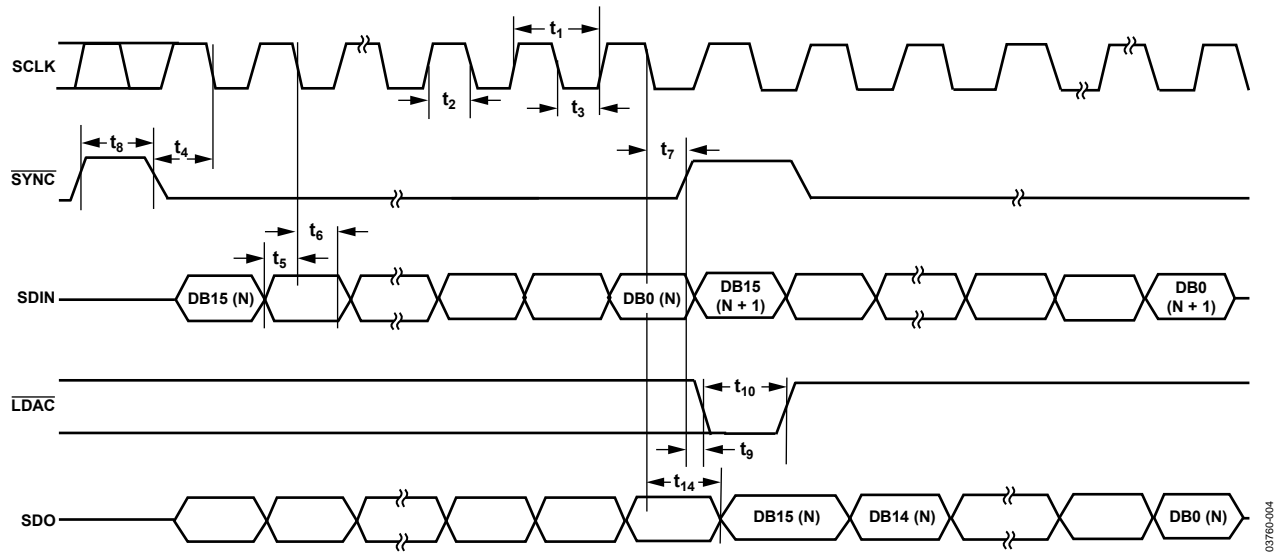 t1
SCLK
t2
t3
t8
t4
t7
SYNC
t6
t5
SDIN
DB15 (N)
DB0 (N)
DB15
(N + 1)
DB0
(N + 1)
t10
LDAC
t9
t14
SDO
DB15 (N)
DB14 (N)
DB0 (N)
03760-004